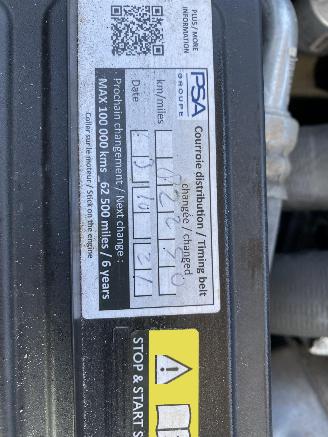 PLUS / MORE
INFORMATION
PSA
GROUPE
Courroie distribution / Timing belt
changée / changed
km/miles
Date
Prochain changement / Next change :
MAX 100 000 kms 62 500 miles / 6 years
Coller sur le moteur / Stick on the engine
STOP & START S